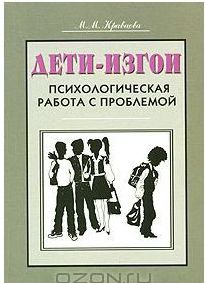 М.М. Кравцова
ДЕТИ-ИЗГОИ
ПСИХОЛОГИЧЕСКАЯ
РАБОТА С ПРОБЛЕМОЙ
OZON.RU